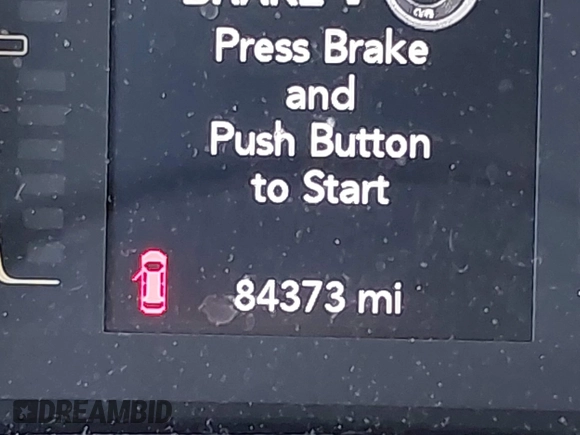 Press Brake
and
Push Button
to Start
84373 mi
DREAMBID